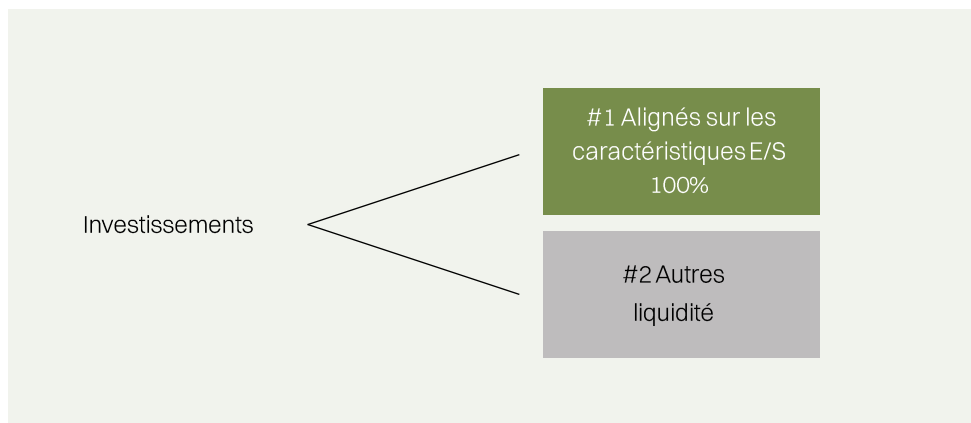 Investissements
#1 Alignés sur les
caractéristiques E/S
100%
#2 Autres
liquidité